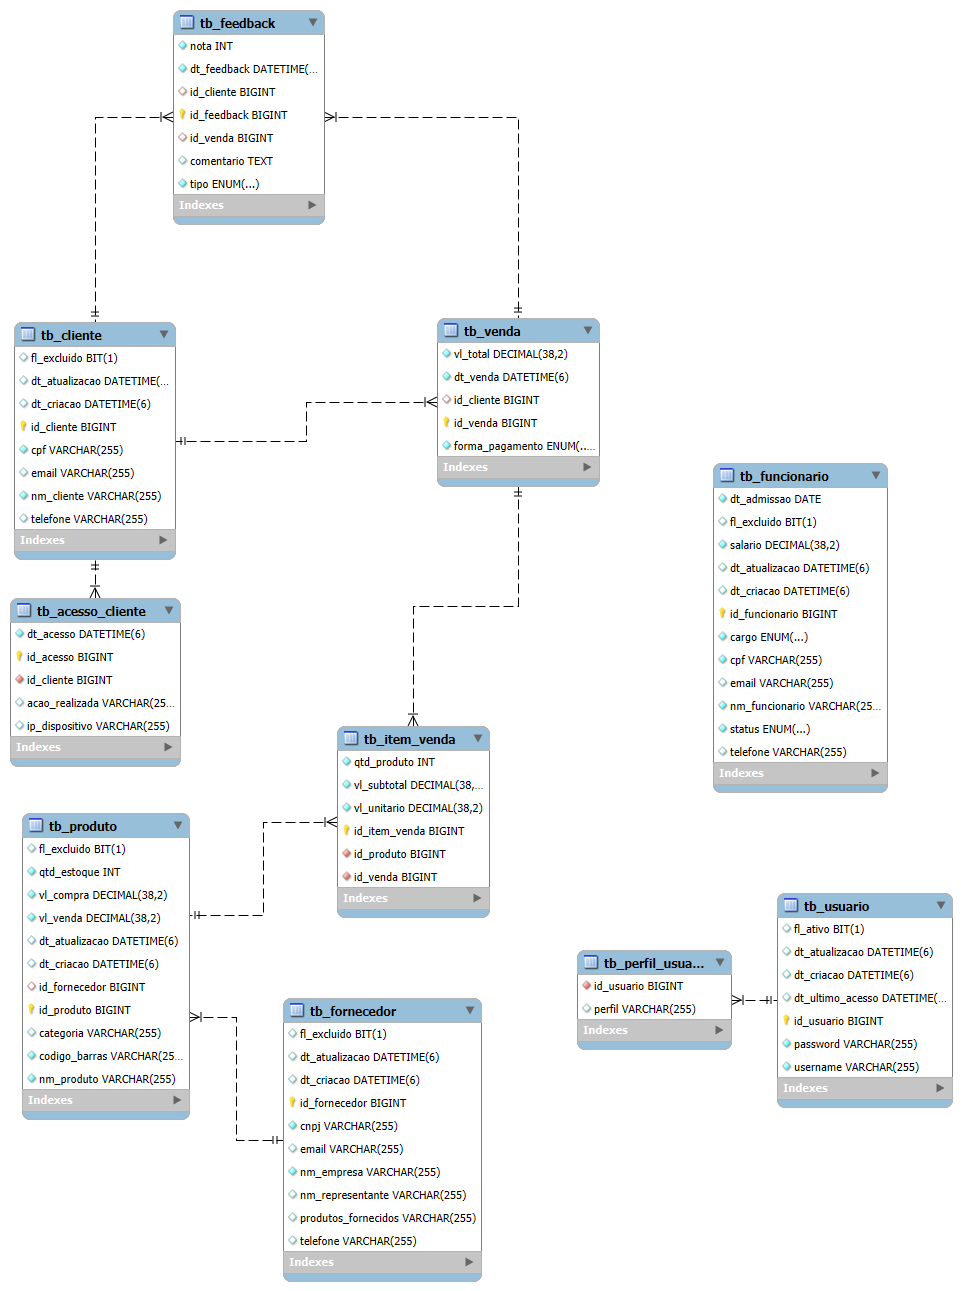 tb_feedback
nota INT
dt_feedback DATETIME(...
id_cliente BIGINT
id_feedback BIGINT
id_venda BIGINT
comentario TEXT
tipo ENUM(...)
Indexes
tb_cliente
fl_excluido BIT(1)
dt_atualizacao DATETIME(...
dt_criacao DATETIME(6)
id_cliente BIGINT
cpf VARCHAR(255)
email VARCHAR(255)
nm_cliente VARCHAR(255)
telefone VARCHAR(255)
Indexes
tb_venda
vl_total DECIMAL(38,2)
dt_venda DATETIME(6)
id_cliente BIGINT
id_venda BIGINT
forma_pagamento ENUM(.....
Indexes
tb_funcionario
dt_admissao DATE
fl_excluido BIT(1)
salario DECIMAL(38,2)
dt_atualizacao DATETIME(6)
dt_criacao DATETIME(6)
id_funcionario BIGINT
cargo ENUM(...)
cpf VARCHAR(255)
email VARCHAR(255)
nm_funcionario VARCHAR(25...
status ENUM(...)
telefone VARCHAR(255)
Indexes
tb_acesso_cliente
dt_acesso DATETIME(6)
id_acesso BIGINT
id_cliente BIGINT
acao_realizada VARCHAR(25...
ip_dispositivo VARCHAR(255)
Indexes
tb_item_venda
qtd_produto INT
vl_subtotal DECIMAL(38,...
vl_unitario DECIMAL(38,2)
id_item_venda BIGINT
id_produto BIGINT
id_venda BIGINT
Indexes
tb_produto
fl_excluido BIT(1)
qtd_estoque INT
vl_compra DECIMAL(38,2)
vl_venda DECIMAL(38,2)
dt_atualizacao DATETIME(6)
dt_criacao DATETIME(6)
id_fornecedor BIGINT
id_produto BIGINT
categoria VARCHAR(255)
codigo_barras VARCHAR(25...
nm_produto VARCHAR(255)
Indexes
tb_usuario
fl_ativo BIT(1)
dt_atualizacao DATETIME(6)
dt_criacao DATETIME(6)
dt_ultimo_acesso DATETIME(...
id_usuario BIGINT
password VARCHAR(255)
username VARCHAR(255)
Indexes
tb_perfil_usua...
id_usuario BIGINT
perfil VARCHAR(255)
Indexes
tb_fornecedor
fl_excluido BIT(1)
dt_atualizacao DATETIME(6)
dt_criacao DATETIME(6)
id_fornecedor BIGINT
cnpj VARCHAR(255)
email VARCHAR(255)
nm_empresa VARCHAR(255)
nm_representante VARCHAR(255)
produtos_fornecidos VARCHAR(255)
telefone VARCHAR(255)
Indexes